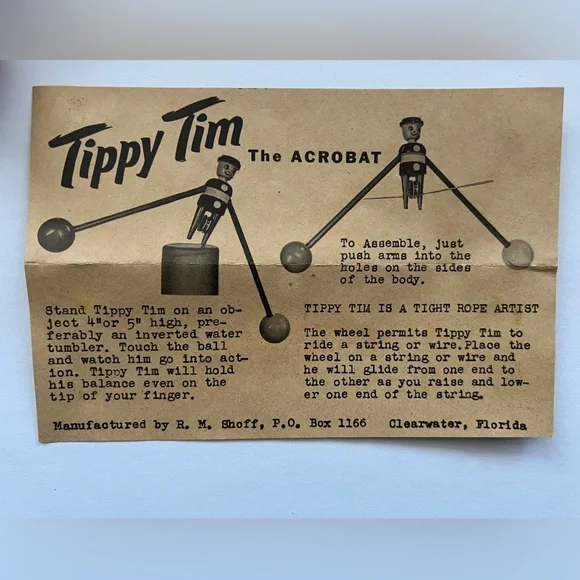 Tippy Tim The ACROBAT
To Assemble, just
push arms into the
holes on the sides
of the body.
Stand Tippy Tim on an ob-
ject 4"or 5" high, pre-
ferably an inverted water
tumbler. Touch the ball
and watch him go into act-
ion. Tippy Tim will hold
his balance even on the
tip of your finger.
TIPPY TIM IS A TIGHT ROPE ARTIST
The wheel permits Tippy Tim to
ride a string or wire.Place the
wheel on a string or wire and
he will glide from one end to
the other as you raise and low-
er one end of the string.
Manufactured by R. M. Shoff, P.O. Box 1166 Clearwater, Florida